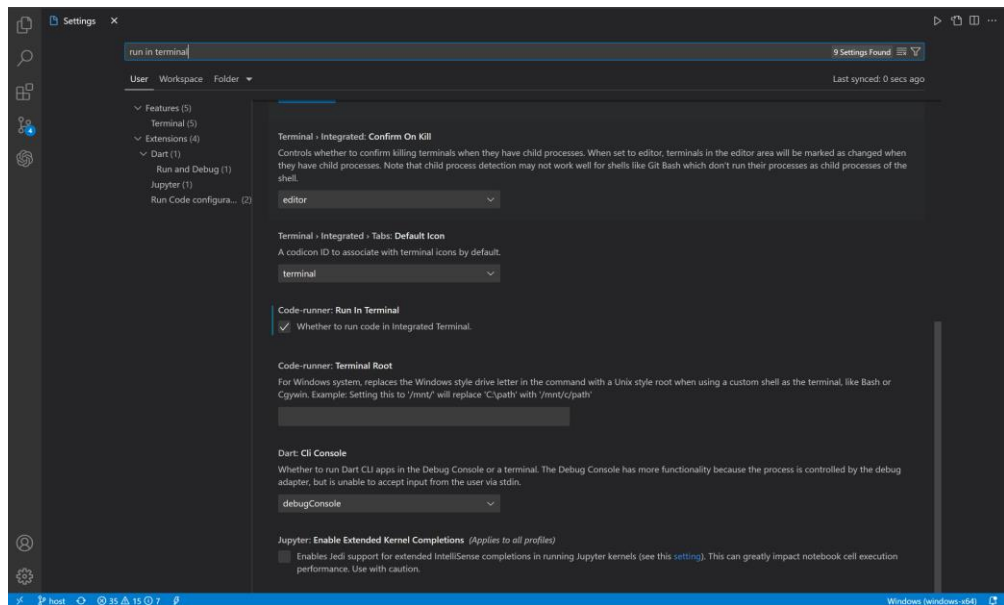 Settings
run in terminal
9 Settings Found
User Workspace Folder
Last synced: 0 secs ago
Features (5)
Terminal (5)
Extensions (4)
Dart (1)
Run and Debug (1)
Jupyter (1)
Run Code configura... (2)
Terminal › Integrated: Confirm On Kill
Controls whether to confirm killing terminals when they have child processes. When set to editor, terminals in the editor area will be marked as changed when
they have child processes. Note that child process detection may not work well for shells like Git Bash which don't run their processes as child processes of the
shell.
editor
Terminal › Integrated › Tabs: Default Icon
A codicon ID to associate with terminal icons by default.
terminal
Code-runner: Run In Terminal
Whether to run code in Integrated Terminal.
Code-runner: Terminal Root
For Windows system, replaces the Windows style drive letter in the command with a Unix style root when using a custom shell as the terminal, like Bash or
Cgywin. Example: Setting this to '/mnt/' will replace 'C:\path' with '/mnt/c/path'
Dart: Cli Console
Whether to run Dart CLI apps in the Debug Console or a terminal. The Debug Console has more functionality because the process is controlled by the debug
adapter, but is unable to accept input from the user via stdin.
debugConsole
Jupyter: Enable Extended Kernel Completions (Applies to all profiles)
Enables Jedi support for extended IntelliSense completions in running Jupyter kernels (see this setting). This can greatly impact notebook cell execution
performance. Use with caution.
4
host 35 15 7
Windows (windows-x64)